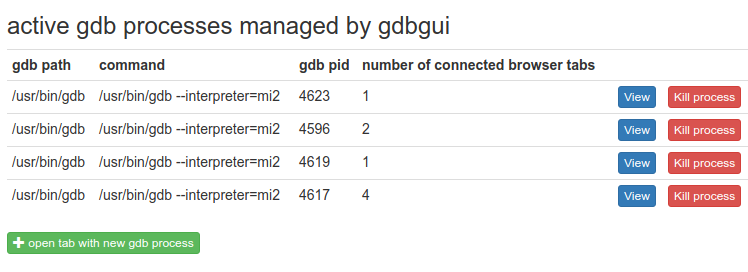 active gdb processes managed by gdbgui
gdb path command gdb pid number of connected browser tabs
/usr/bin/gdb /usr/bin/gdb --interpreter=mi2 4623 1 View Kill process
/usr/bin/gdb /usr/bin/gdb --interpreter=mi2 4596 2 View Kill process
/usr/bin/gdb /usr/bin/gdb --interpreter=mi2 4619 1 View Kill process
/usr/bin/gdb /usr/bin/gdb --interpreter=mi2 4617 4 View Kill process
open tab with new gdb process